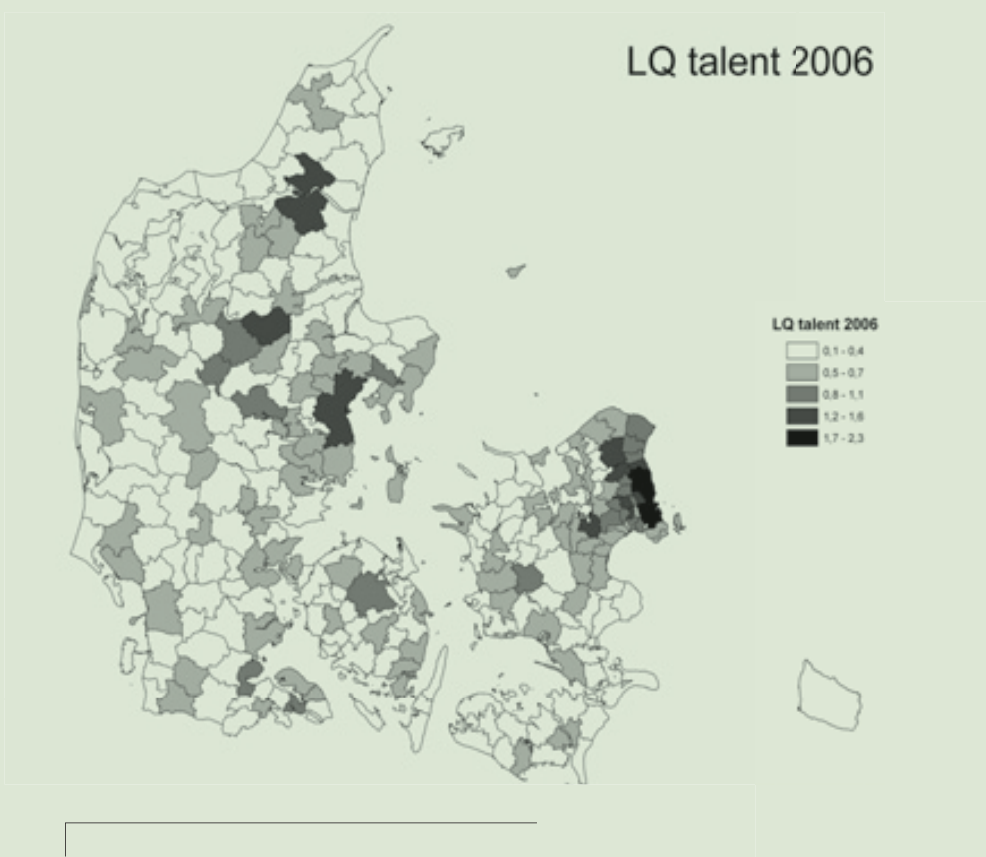 LQ talent 2006
LQ talent 2006
0,1 - 0,4
0,5 - 0,7
0,8 - 1,1
1,2 - 1,6
1,7 - 2,3